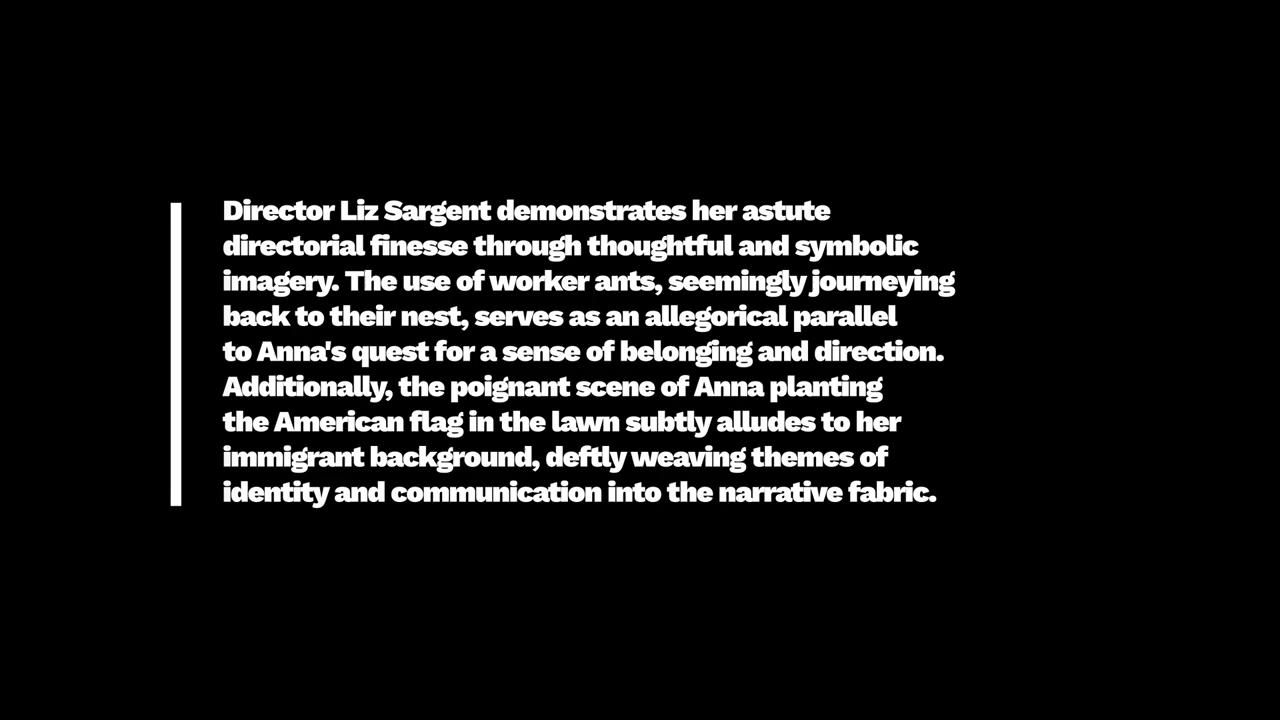 Director Liz Sargent demonstrates her astute
directorial finesse through thoughtful and symbolic
imagery. The use of worker ants, seemingly journeying
back to their nest, serves as an allegorical parallel
to Anna's quest for a sense of belonging and direction.
Additionally, the poignant scene of Anna planting
the American flag in the lawn subtly alludes to her
immigrant background, deftly weaving themes of
identity and communication into the narrative fabric.